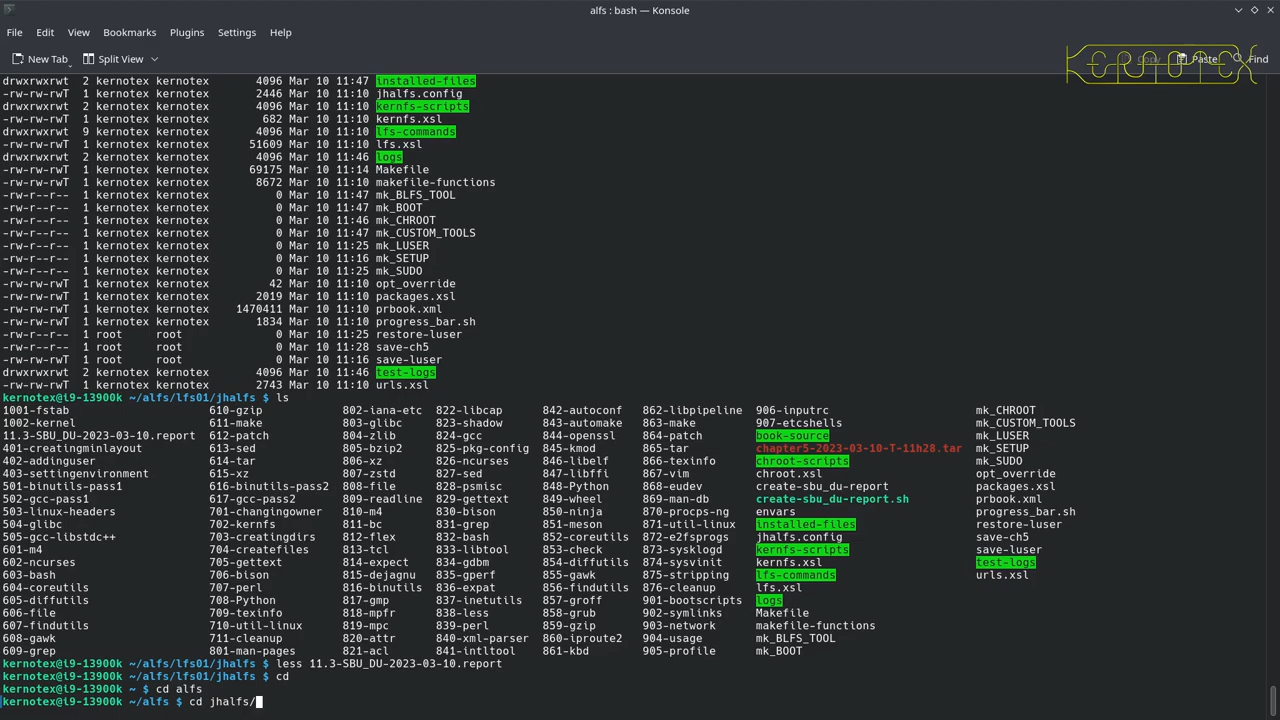 alfs : bash — Konsole
File Edit View Bookmarks Plugins Settings Help
New Tab Split View Copy Paste Find
KERNOTEX
drwxrwxrwt 2 kernotex kernotex 4096 Mar 10 11:47 installed-files
-rw-rw-rwT 1 kernotex kernotex 2446 Mar 10 11:10 jhalfs.config
drwxrwxrwt 2 kernotex kernotex 4096 Mar 10 11:10 kernfs-scripts
-rw-rw-rwT 1 kernotex kernotex 682 Mar 10 11:10 kernfs.xsl
drwxrwxrwt 9 kernotex kernotex 4096 Mar 10 11:10 lfs-commands
-rw-rw-rwT 1 kernotex kernotex 51609 Mar 10 11:10 lfs.xsl
drwxrwxrwt 2 kernotex kernotex 4096 Mar 10 11:46 logs
-rw-rw-rwT 1 kernotex kernotex 69175 Mar 10 11:14 Makefile
-rw-rw-rwT 1 kernotex kernotex 8672 Mar 10 11:10 makefile-functions
-rw-r--r-- 1 kernotex kernotex 0 Mar 10 11:47 mk_BLFS_TOOL
-rw-r--r-- 1 kernotex kernotex 0 Mar 10 11:47 mk_BOOT
-rw-r--r-- 1 kernotex kernotex 0 Mar 10 11:46 mk_CHROOT
-rw-r--r-- 1 kernotex kernotex 0 Mar 10 11:47 mk_CUSTOM_TOOLS
-rw-r--r-- 1 kernotex kernotex 0 Mar 10 11:25 mk_LUSER
-rw-r--r-- 1 kernotex kernotex 0 Mar 10 11:16 mk_SETUP
-rw-r--r-- 1 kernotex kernotex 0 Mar 10 11:25 mk_SUDO
-rw-rw-rwT 1 kernotex kernotex 42 Mar 10 11:10 opt_override
-rw-rw-rwT 1 kernotex kernotex 2019 Mar 10 11:10 packages.xsl
-rw-rw-rwT 1 kernotex kernotex 1470411 Mar 10 11:10 prbook.xml
-rw-rw-rwT 1 kernotex kernotex 1834 Mar 10 11:10 progress_bar.sh
-rw-r--r-- 1 root root 0 Mar 10 11:25 restore-luser
-rw-r--r-- 1 root root 0 Mar 10 11:28 save-ch5
-rw-rw-rwT 1 root root 0 Mar 10 11:16 save-luser
drwxrwxrwt 2 kernotex kernotex 4096 Mar 10 11:46 test-logs
-rw-rw-rwT 1 kernotex kernotex 2743 Mar 10 11:10 urls.xsl
kernotex@i9-13900k ~/alfs/lfs01/jhalfs $ ls
1001-fstab 610-gzip 802-iana-etc 822-libcap 842-autoconf 862-libpipeline 906-inputrc mk_CHROOT
1002-kernel 611-make 803-glibc 823-shadow 843-automake 863-make 907-etcshells mk_CUSTOM_TOOLS
11.3-SBU_DU-2023-03-10.report 612-patch 804-zlib 824-gcc 844-openssl 864-patch book-source mk_LUSER
401-creatingminlayout 613-sed 805-bzip2 825-pkg-config 845-kmod 865-tar chapter5-2023-03-10-T-11h28.tar mk_SETUP
402-addinguser 614-tar 806-xz 826-ncurses 846-libelf 866-texinfo chroot-scripts mk_SUDO
403-settingenvironment 615-xz 807-zstd 827-sed 847-libffi 867-vim chroot.xsl opt_override
501-binutils-pass1 616-binutils-pass2 808-file 828-psmisc 848-Python 868-eudev create-sbu_du-report packages.xsl
502-gcc-pass1 617-gcc-pass2 809-readline 829-gettext 849-wheel 869-man-db create-sbu_du-report.sh prbook.xml
503-linux-headers 701-changingowner 810-m4 830-bison 850-ninja 870-procps-ng envars progress_bar.sh
504-glibc 702-kernfs 811-bc 831-grep 851-meson 871-util-linux installed-files restore-luser
505-gcc-libstdc++ 703-creatingdirs 812-flex 832-bash 852-coreutils 872-e2fsprogs jhalfs.config save-ch5
601-m4 704-createfiles 813-tcl 833-libtool 853-check 873-sysklogd kernfs-scripts save-luser
602-ncurses 705-gettext 814-expect 834-gdbm 854-diffutils 874-sysvinit kernfs.xsl test-logs
603-bash 706-bison 815-dejagnu 835-gperf 855-gawk 875-stripping lfs-commands urls.xsl
604-coreutils 707-perl 816-binutils 836-expat 856-findutils 876-cleanup lfs.xsl
605-diffutils 708-Python 817-gmp 837-inetutils 857-groff 901-bootscripts logs
606-file 709-texinfo 818-mpfr 838-less 858-grub 902-symlinks Makefile
607-findutils 710-util-linux 819-mpc 839-perl 859-gzip 903-network makefile-functions
608-gawk 711-cleanup 820-attr 840-xml-parser 860-iproute2 904-usage mk_BLFS_TOOL
609-grep 801-man-pages 821-acl 841-intltool 861-kbd 905-profile mk_BOOT
kernotex@i9-13900k ~/alfs/lfs01/jhalfs $ less 11.3-SBU_DU-2023-03-10.report
kernotex@i9-13900k ~/alfs/lfs01/jhalfs $ cd
kernotex@i9-13900k ~ $ cd alfs
kernotex@i9-13900k ~/alfs $ cd jhalfs/